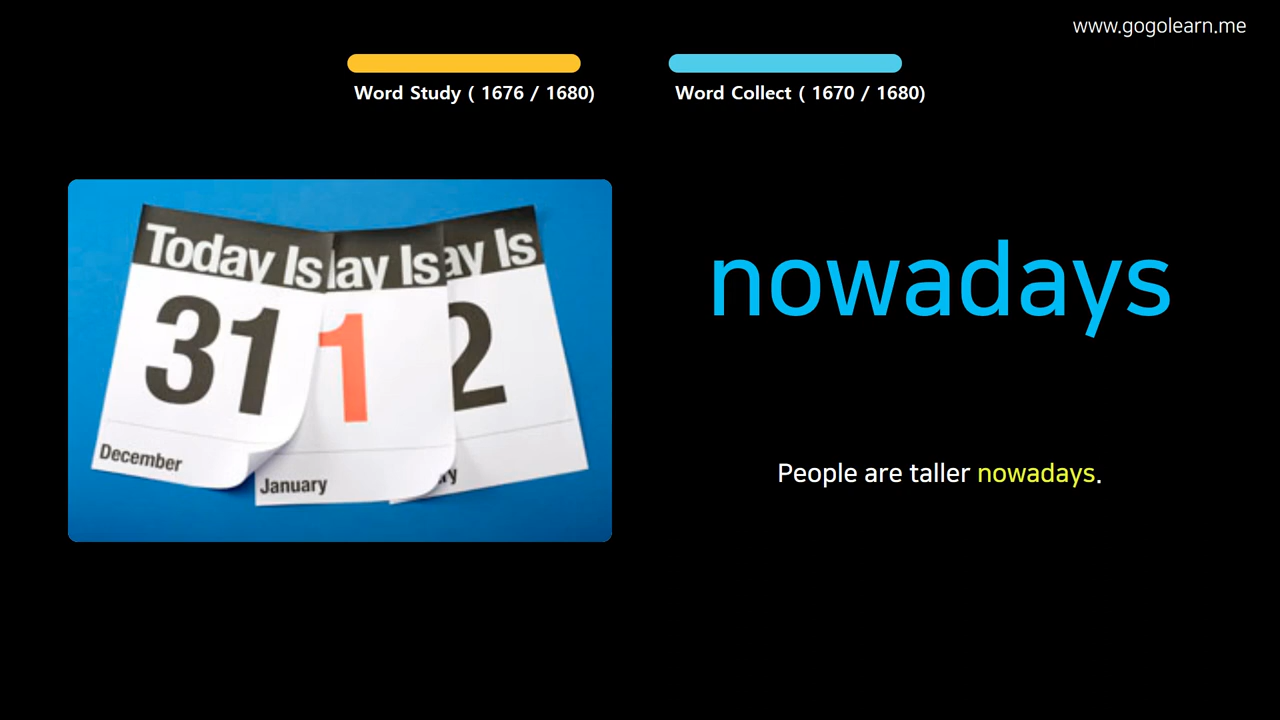 www.gogolearn.me
Word Study ( 1676 / 1680)
Word Collect ( 1670 / 1680)
Today Is
ay Is
ay Is
31
1
2
December
January
ry
nowadays
People are taller nowadays.